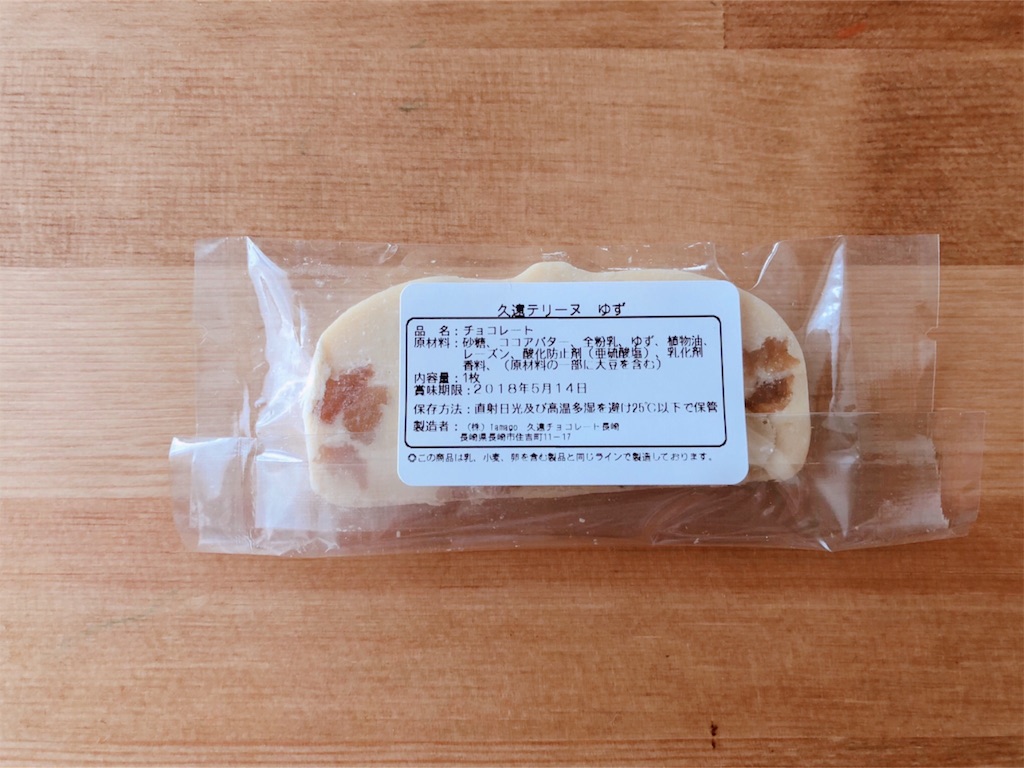 久遠テリーヌ ゆず
品 名：チョコレート
原材料：砂糖、ココアバター、全粉乳、ゆず、植物油、
レーズン、酸化防止剤（亜硫酸塩）、乳化剤
香料、（原材料の一部に大豆を含む）
内容量：1枚
賞味期限：2018年5月14日
保存方法：直射日光及び高温多湿を避け25℃以下で保管
製造者：（株）Tamago 久遠チョコレート長崎
長崎県長崎市住吉町11－17
◎この商品は乳、小麦、卵を含む製品と同じラインで製造しております。